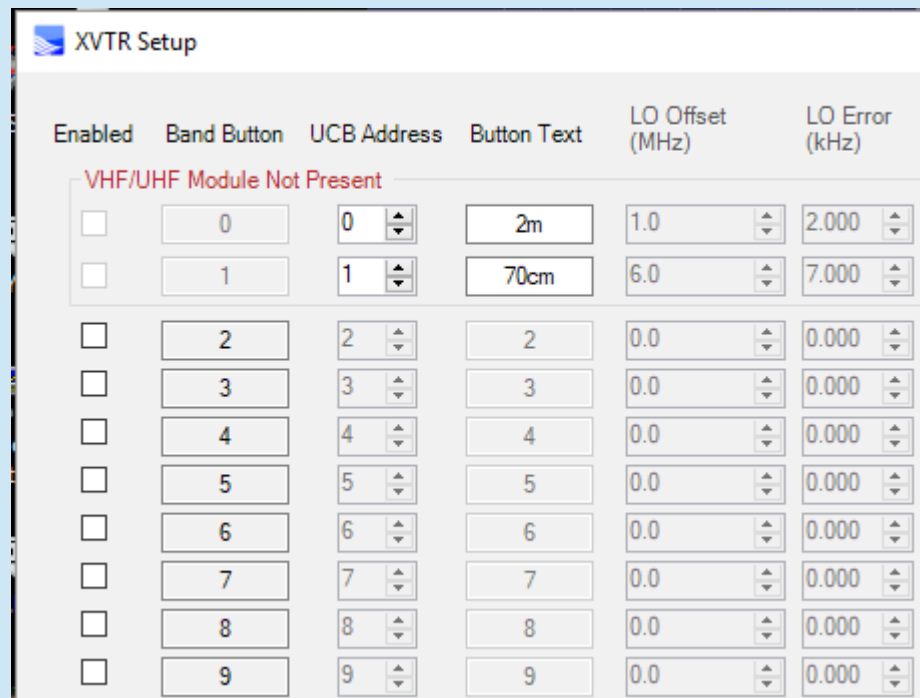 XVTR Setup
Enabled Band Button UCB Address Button Text LO Offset (MHz) LO Error (kHz)
VHF/UHF Module Not Present
0 0 2m 1.0 2.000
1 1 70cm 6.0 7.000
2 2 2 0.0 0.000
3 3 3 0.0 0.000
4 4 4 0.0 0.000
5 5 5 0.0 0.000
6 6 6 0.0 0.000
7 7 7 0.0 0.000
8 8 8 0.0 0.000
9 9 9 0.0 0.000